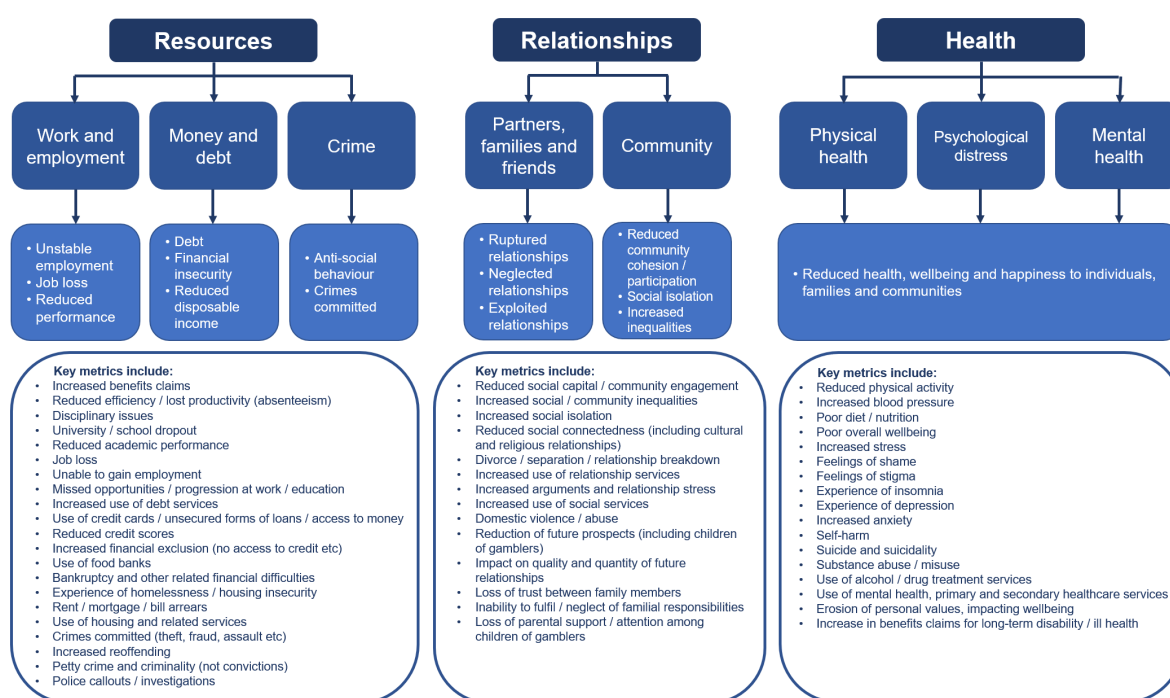 Resources
Work and
employment
Money and
debt
Crime
• Unstable
employment
• Job loss
• Reduced
performance
• Debt
• Financial
insecurity
• Reduced
disposable
income
• Anti-social
behaviour
• Crimes
committed
Key metrics include:
• Increased benefits claims
• Reduced efficiency / lost productivity (absenteeism)
• Disciplinary issues
• University / school dropout
• Reduced academic performance
• Job loss
• Unable to gain employment
• Missed opportunities / progression at work / education
• Increased use of debt services
• Use of credit cards / unsecured forms of loans / access to money
• Reduced credit scores
• Increased financial exclusion (no access to credit etc)
• Use of food banks
• Bankruptcy and other related financial difficulties
• Experience of homelessness / housing insecurity
• Rent / mortgage / bill arrears
• Use of housing and related services
• Crimes committed (theft, fraud, assault etc)
• Increased reoffending
• Petty crime and criminality (not convictions)
• Police callouts / investigations
Relationships
Partners,
families and
friends
Community
• Ruptured
relationships
• Neglected
relationships
• Exploited
relationships
• Reduced
community
cohesion /
participation
• Social isolation
• Increased
inequalities
Key metrics include:
• Reduced social capital / community engagement
• Increased social / community inequalities
• Increased social isolation
• Reduced social connectedness (including cultural
and religious relationships)
• Divorce / separation / relationship breakdown
• Increased use of relationship services
• Increased arguments and relationship stress
• Increased use of social services
• Domestic violence / abuse
• Reduction of future prospects (including children
of gamblers)
• Impact on quality and quantity of future
relationships
• Loss of trust between family members
• Inability to fulfil / neglect of familial responsibilities
• Loss of parental support / attention among
children of gamblers
Health
Physical
health
Psychological
distress
Mental
health
• Reduced health, wellbeing and happiness to individuals,
families and communities
Key metrics include:
• Reduced physical activity
• Increased blood pressure
• Poor diet / nutrition
• Poor overall wellbeing
• Increased stress
• Feelings of shame
• Feelings of stigma
• Experience of insomnia
• Experience of depression
• Increased anxiety
• Self-harm
• Suicide and suicidality
• Substance abuse / misuse
• Use of alcohol / drug treatment services
• Use of mental health, primary and secondary healthcare services
• Erosion of personal values, impacting wellbeing
• Increase in benefits claims for long-term disability / ill health